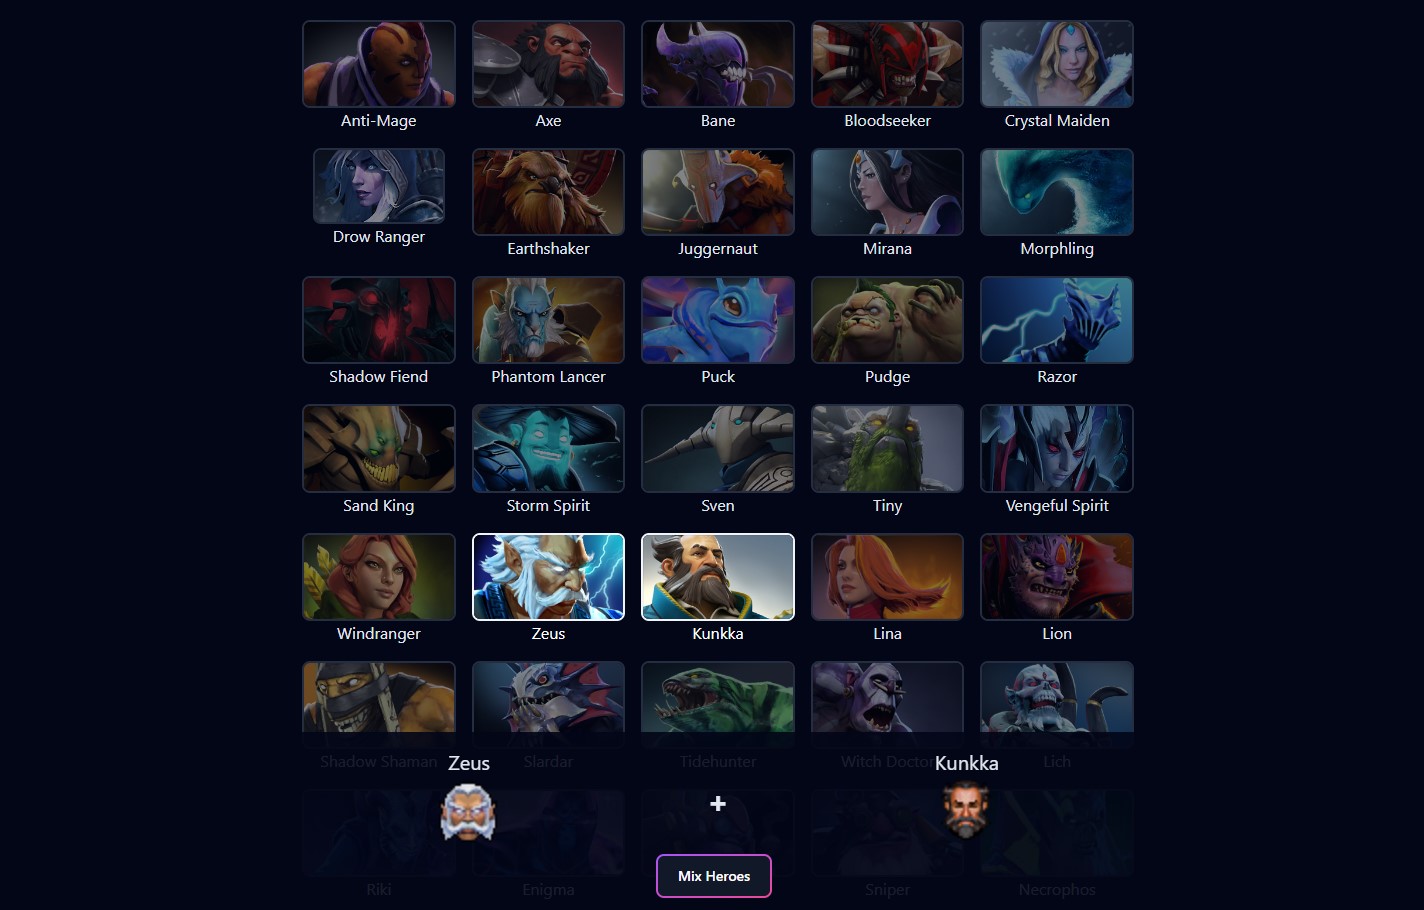 Anti-Mage
Axe
Bane
Bloodseeker
Crystal Maiden
Drow Ranger
Earthshaker
Juggernaut
Mirana
Morphling
Shadow Fiend
Phantom Lancer
Puck
Pudge
Razor
Sand King
Storm Spirit
Sven
Tiny
Vengeful Spirit
Windranger
Zeus
Kunkka
Lina
Lion
Shadow Shaman
Slardar
Tidehunter
Witch Doctor
Lich
Zeus
Kunkka
+
Mix Heroes
Riki
Enigma
Sniper
Necrophos